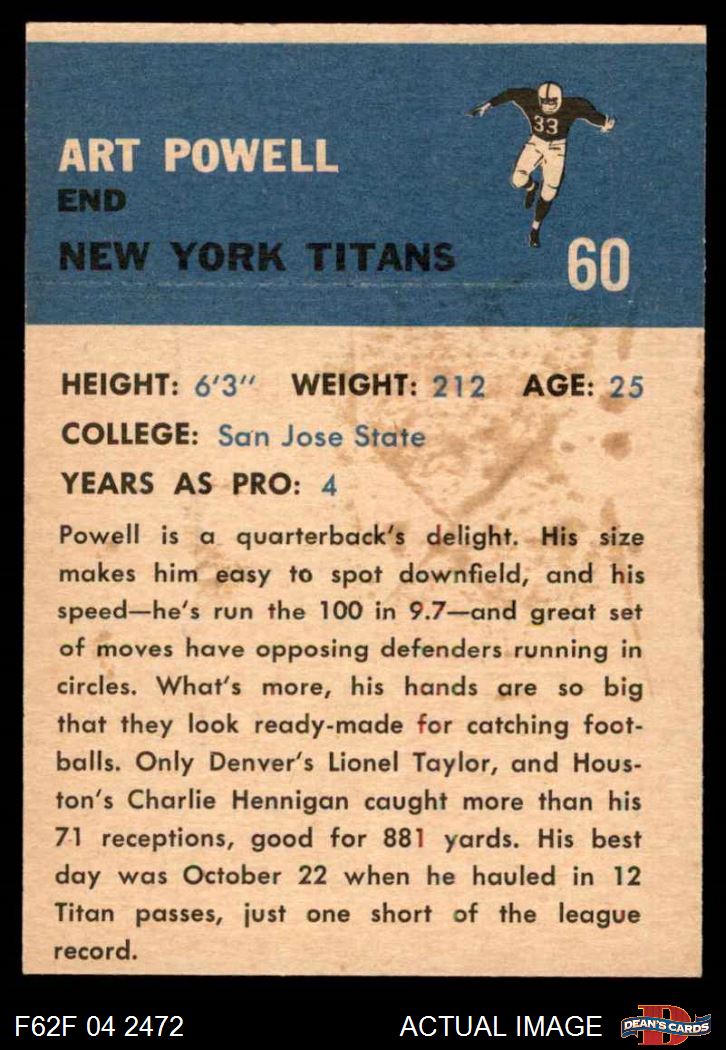 ART POWELL
END
NEW YORK TITANS
33
60
HEIGHT: 6'3" WEIGHT: 212 AGE: 25
COLLEGE: San Jose State
YEARS AS PRO: 4
Powell is a quarterback's delight. His size
makes him easy to spot downfield, and his
speed—he's run the 100 in 9.7—and great set
of moves have opposing defenders running in
circles. What's more, his hands are so big
that they look ready-made for catching foot-
balls. Only Denver's Lionel Taylor, and Hous-
ton's Charlie Hennigan caught more than his
71 receptions, good for 881 yards. His best
day was October 22 when he hauled in 12
Titan passes, just one short of the league
record.
F62F 04 2472 ACTUAL IMAGE
D
DEAN'S CARDS